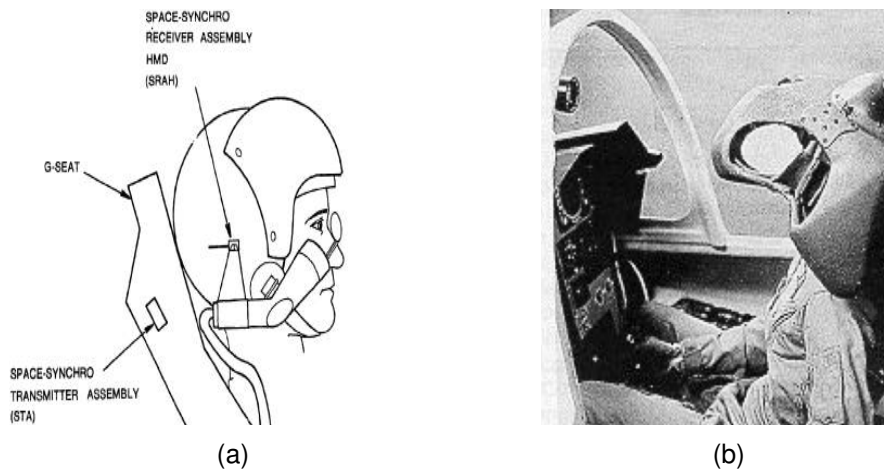 SPACE-SYNCHRO
RECEIVER ASSEMBLY
HMD
(SRAH)
G-SEAT
SPACE-SYNCHRO
TRANSMITTER ASSEMBLY
(STA)
(a)
(b)